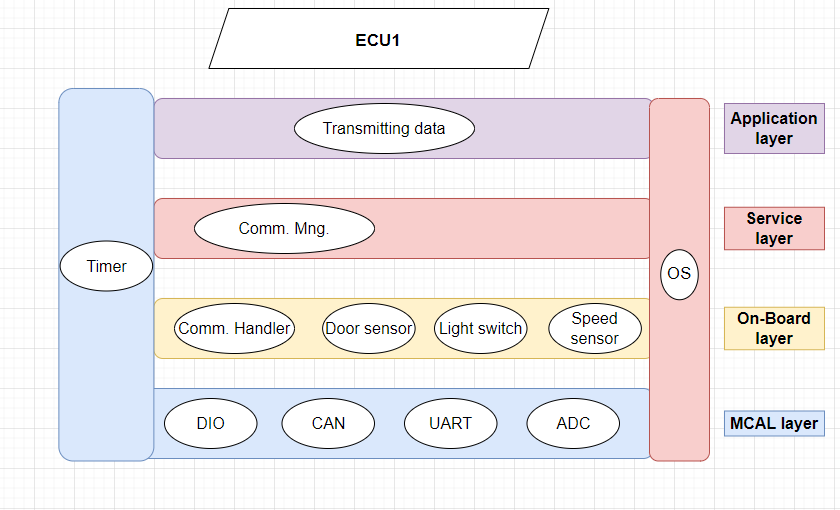 ECU1
Transmitting data
Application
layer
Comm. Mng.
Service
layer
Timer
OS
Comm. Handler
Door sensor
Light switch
Speed
sensor
On-Board
layer
DIO
CAN
UART
ADC
MCAL layer